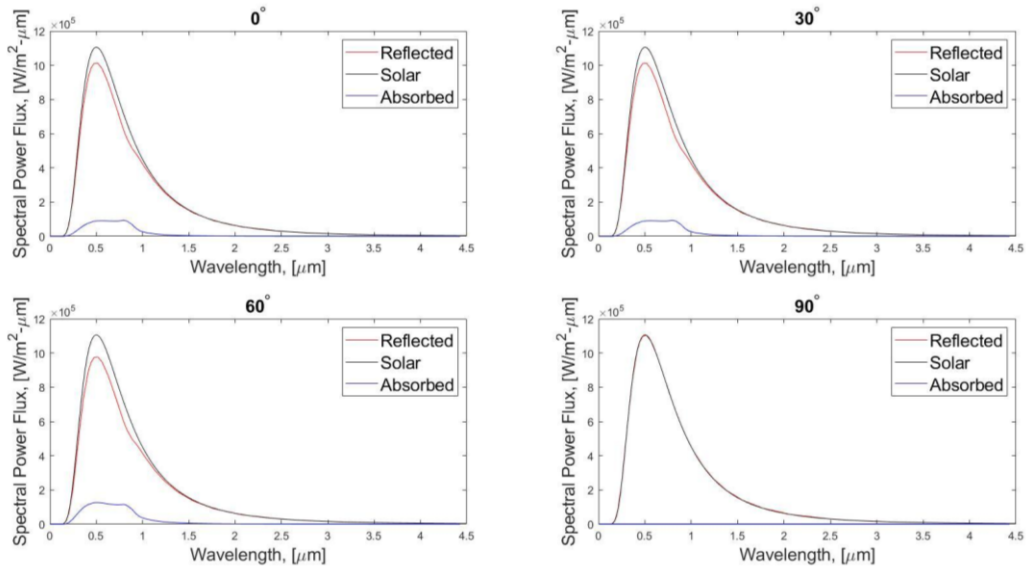 0°
×10⁵
12
10
8
6
4
2
0
Spectral Power Flux, [W/m²-μm]
Reflected
Solar
Absorbed
0 0.5 1 1.5 2 2.5 3 3.5 4 4.5
Wavelength, [μm]
30°
×10⁵
12
10
8
6
4
2
0
Spectral Power Flux, [W/m²-μm]
Reflected
Solar
Absorbed
0 0.5 1 1.5 2 2.5 3 3.5 4 4.5
Wavelength, [μm]
60°
×10⁵
12
10
8
6
4
2
0
Spectral Power Flux, [W/m²-μm]
Reflected
Solar
Absorbed
0 0.5 1 1.5 2 2.5 3 3.5 4 4.5
Wavelength, [μm]
90°
×10⁵
12
10
8
6
4
2
0
Spectral Power Flux, [W/m²-μm]
Reflected
Solar
Absorbed
0 0.5 1 1.5 2 2.5 3 3.5 4 4.5
Wavelength, [μm]